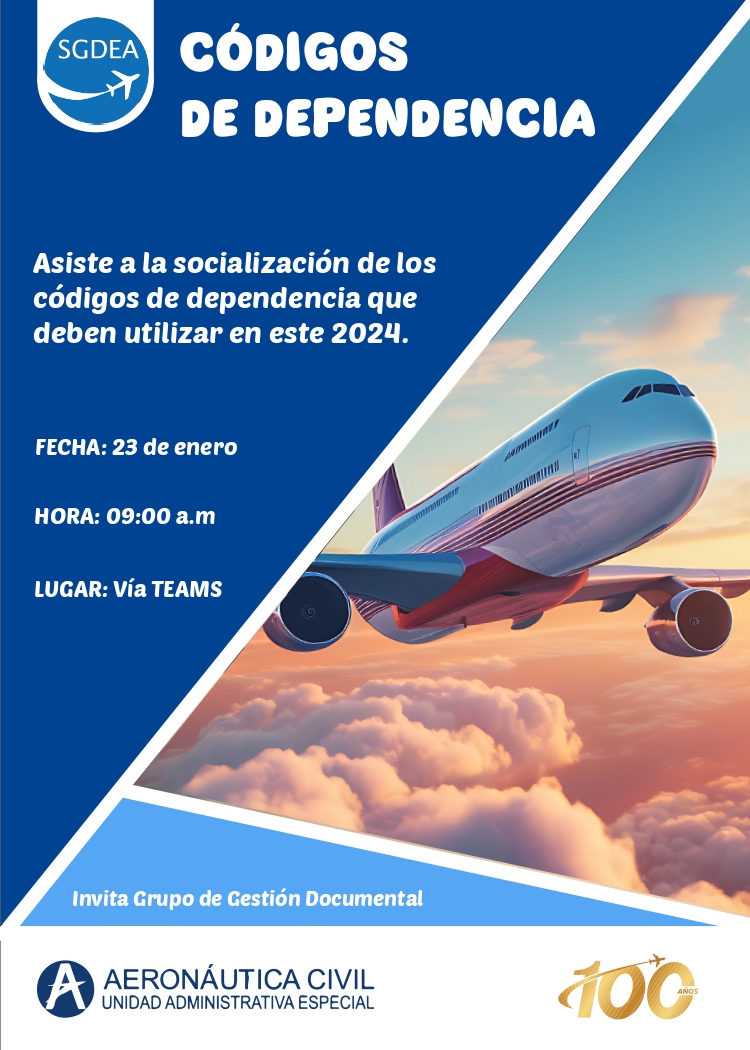 SGDEA
CÓDIGOS
DE DEPENDENCIA
Asiste a la socialización de los
códigos de dependencia que
deben utilizar en este 2024.
FECHA: 23 de enero
HORA: 09:00 a.m
LUGAR: Vía TEAMS
Invita Grupo de Gestión Documental
AERONÁUTICA CIVIL
UNIDAD ADMINISTRATIVA ESPECIAL
100
AÑOS